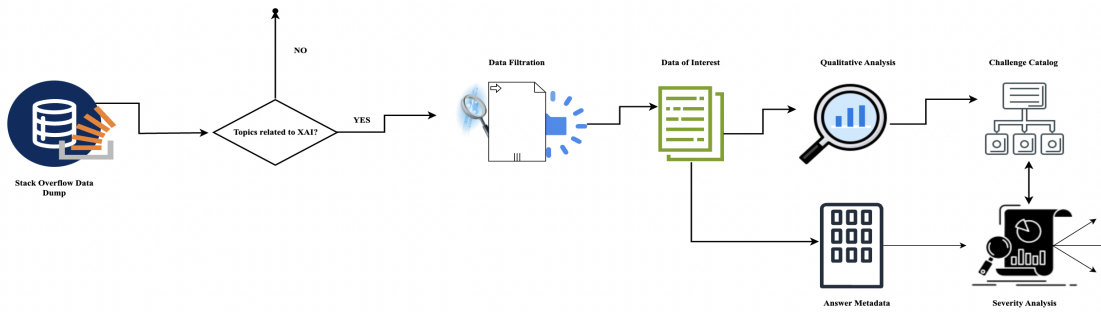 NO
Data Filtration
Data of Interest
Qualitative Analysis
Challenge Catalog
Topics related to XAI?
YES
Stack Overflow Data
Dump
Answer Metadata
Severity Analysis